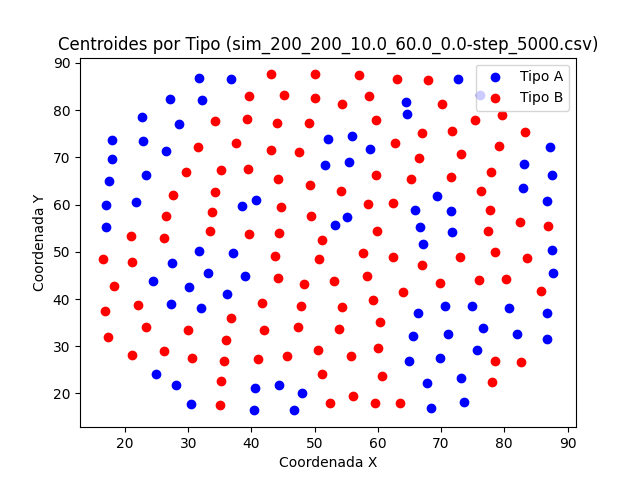 Centroides por Tipo (sim_200_200_10.0_60.0_0.0-step_5000.csv)
Tipo A
Tipo B
90
80
70
60
50
40
30
20
Coordenada Y
20 30 40 50 60 70 80 90
Coordenada X